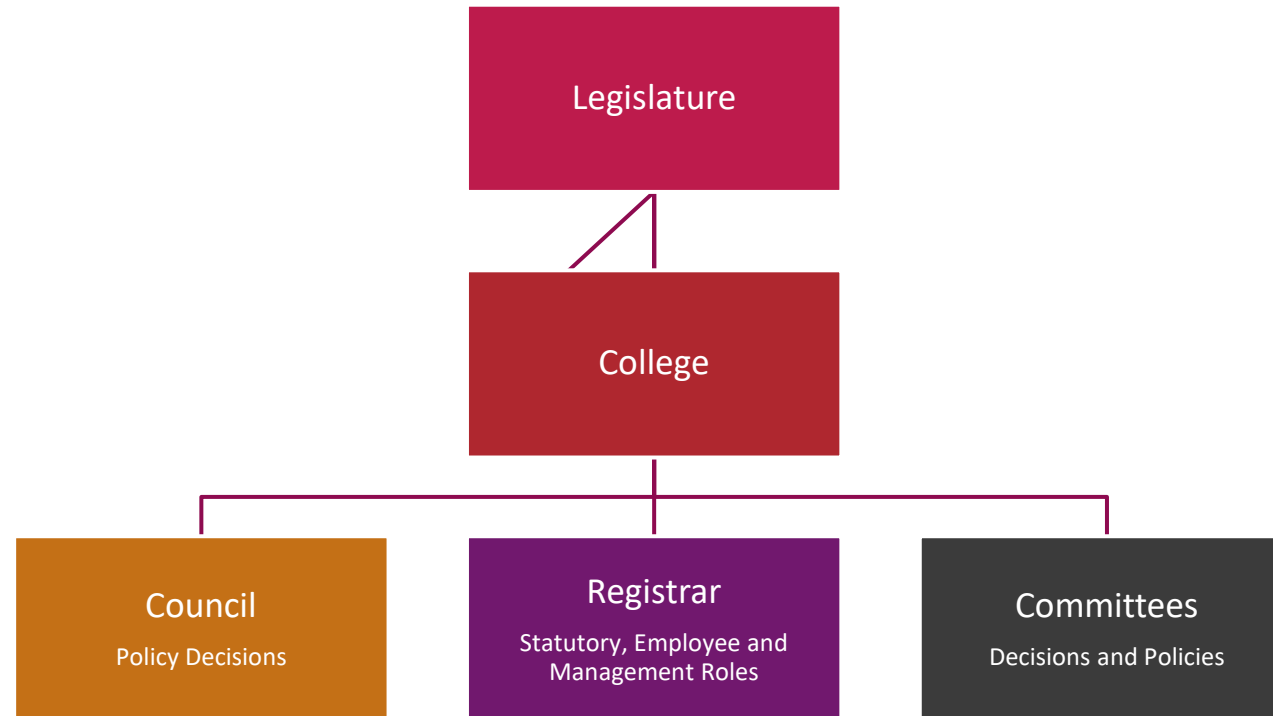 Legislature
College
Council
Policy Decisions
Registrar
Statutory, Employee and
Management Roles
Committees
Decisions and Policies